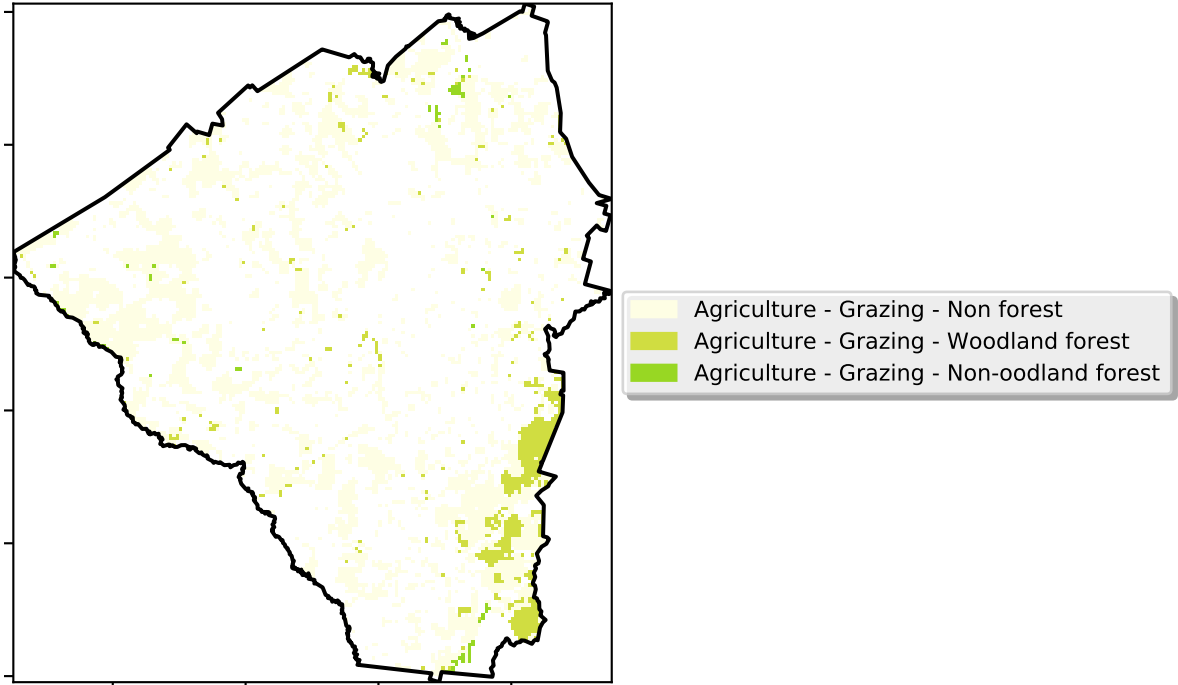 Agriculture - Grazing - Non forest
Agriculture - Grazing - Woodland forest
Agriculture - Grazing - Non-oodland forest